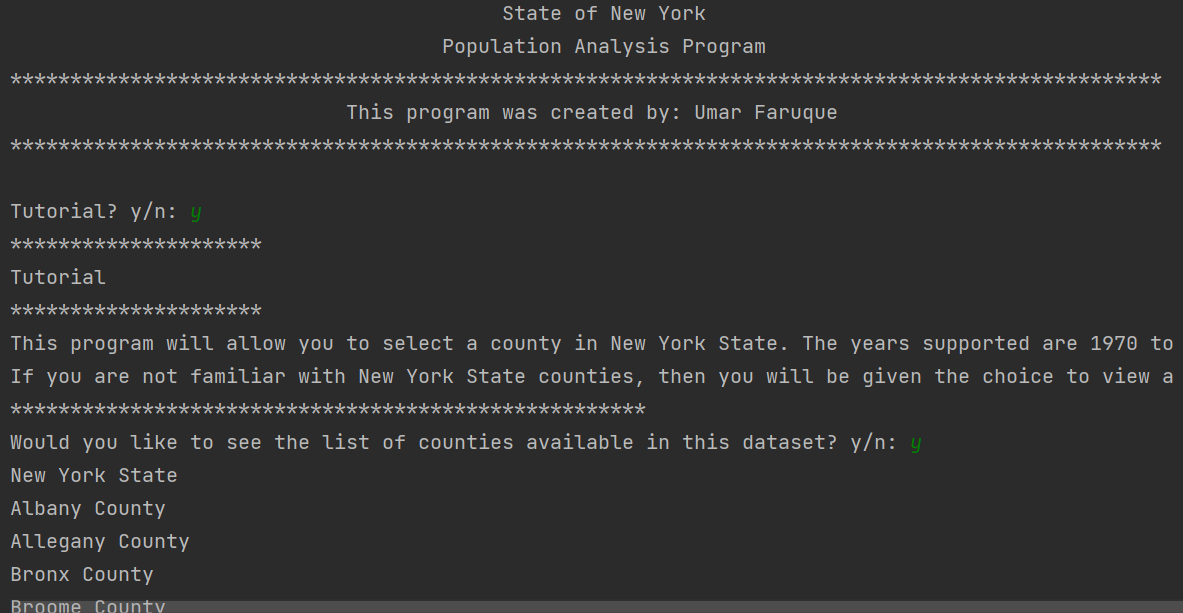 State of New York
Population Analysis Program
************************************************************************************************
This program was created by: Umar Faruque
************************************************************************************************
Tutorial? y/n: y
*********************
Tutorial
*********************
This program will allow you to select a county in New York State. The years supported are 1970 to
If you are not familiar with New York State counties, then you will be given the choice to view a
*****************************************************
Would you like to see the list of counties available in this dataset? y/n: y
New York State
Albany County
Allegany County
Bronx County
Broome County